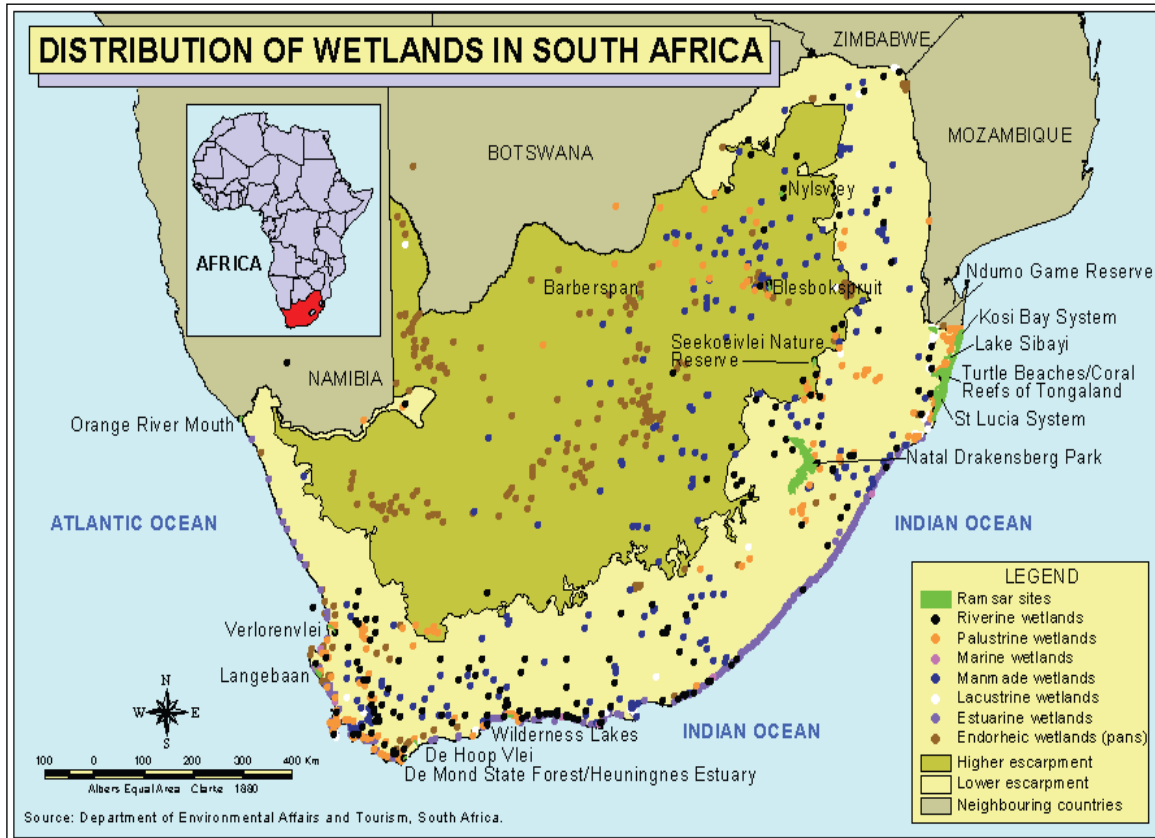 DISTRIBUTION OF WETLANDS IN SOUTH AFRICA
ZIMBABWE
MOZAMBIQUE
BOTSWANA
AFRICA
NAMIBIA
Nylsvley
Barberspan
Blesbokspruit
Seekoeivlei Nature
Reserve
Ndumo Game Reserve
Kosi Bay System
Lake Sibayi
Turtle Beaches/Coral
Reefs of Tongaland
St Lucia System
Natal Drakensberg Park
Orange River Mouth
ATLANTIC OCEAN
INDIAN OCEAN
Verlorenvlei
Langebaan
Wilderness Lakes
De Hoop Vlei
De Mond State Forest/Heuningnes Estuary
INDIAN OCEAN
N
W E
S
100 0 100 200 300 400 Km
Albers Equal Area Clarke 1880
Source: Department of Environmental Affairs and Tourism, South Africa.
LEGEND
Ramsar sites
Riverine wetlands
Palustrine wetlands
Marine wetlands
Manmade wetlands
Lacustrine wetlands
Estuarine wetlands
Endorheic wetlands (pans)
Higher escarpment
Lower escarpment
Neighbouring countries